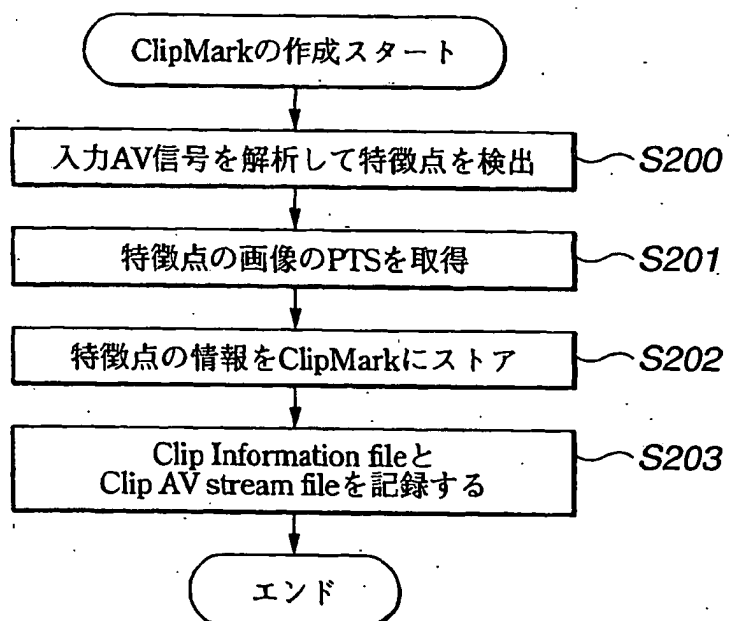 ClipMarkの作成スタート
入力AV信号を解析して特徴点を検出
S200
特徴点の画像のPTSを取得
S201
特徴点の情報をClipMarkにストア
S202
Clip Information fileと
Clip AV stream fileを記録する
S203
エンド